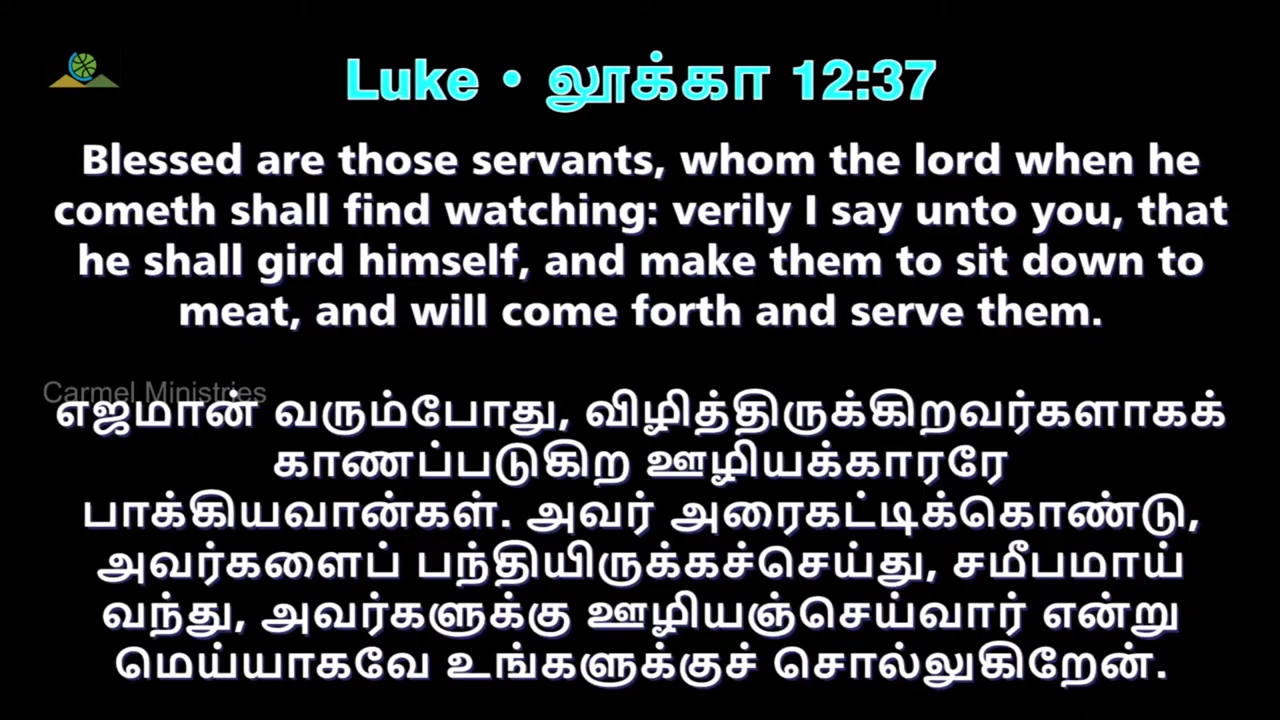 Luke • லூக்கா 12:37
Blessed are those servants, whom the lord when he
cometh shall find watching: verily I say unto you, that
he shall gird himself, and make them to sit down to
meat, and will come forth and serve them.
Carmel Ministries
எஜமான் வரும்போது, விழித்திருக்கிறவர்களாகக்
காணப்படுகிற ஊழியக்காரரே
பாக்கியவான்கள். அவர் அரைகட்டிக்கொண்டு,
அவர்களைப் பந்தியிருக்கச்செய்து, சமீபமாய்
வந்து, அவர்களுக்கு ஊழியஞ்செய்வார் என்று
மெய்யாகவே உங்களுக்குச் சொல்லுகிறேன்.